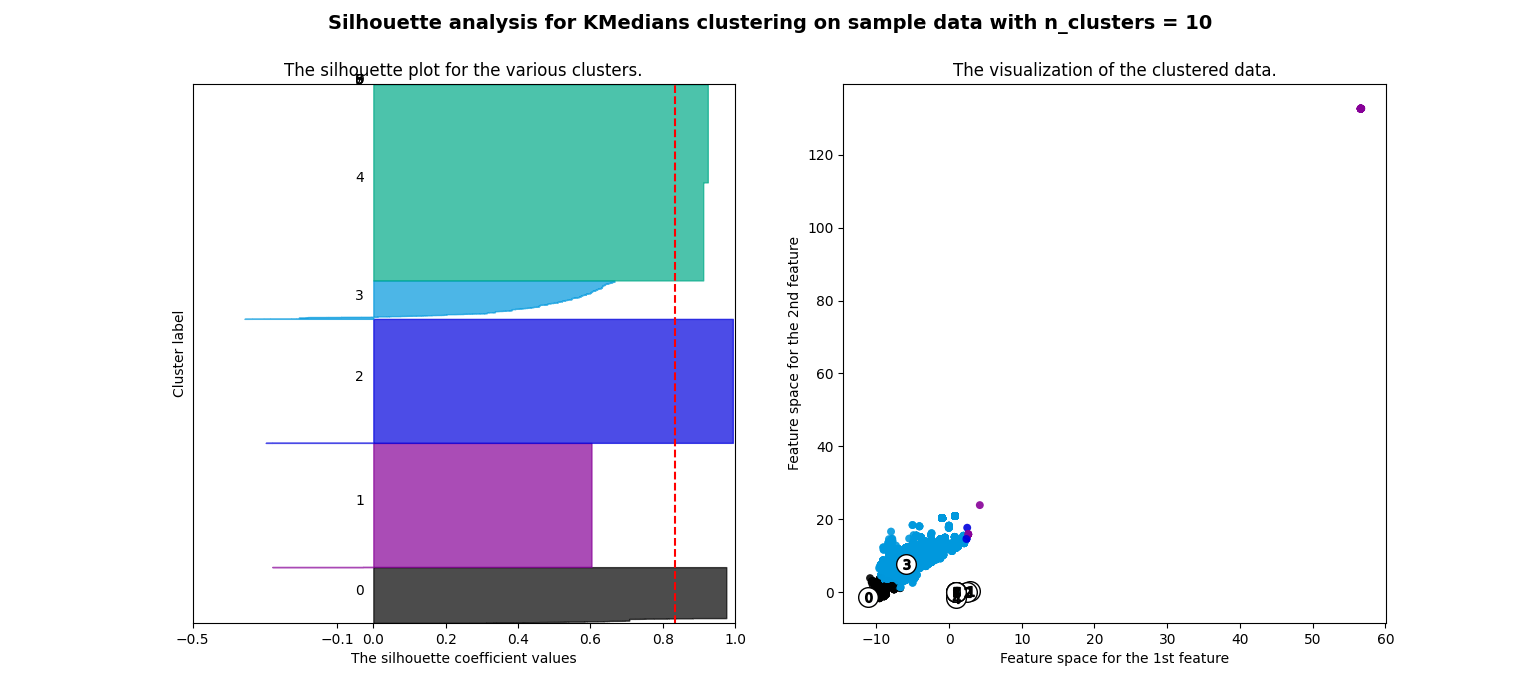 Silhouette analysis for KMedians clustering on sample data with n_clusters = 10
The silhouette plot for the various clusters.
4
3
2
1
0
Cluster label
−0.5 −0.1 0.0 0.2 0.4 0.6 0.8 1.0
The silhouette coefficient values
The visualization of the clustered data.
120
100
80
60
40
20
0
Feature space for the 2nd feature
3
0
1
−10 0 10 20 30 40 50 60
Feature space for the 1st feature